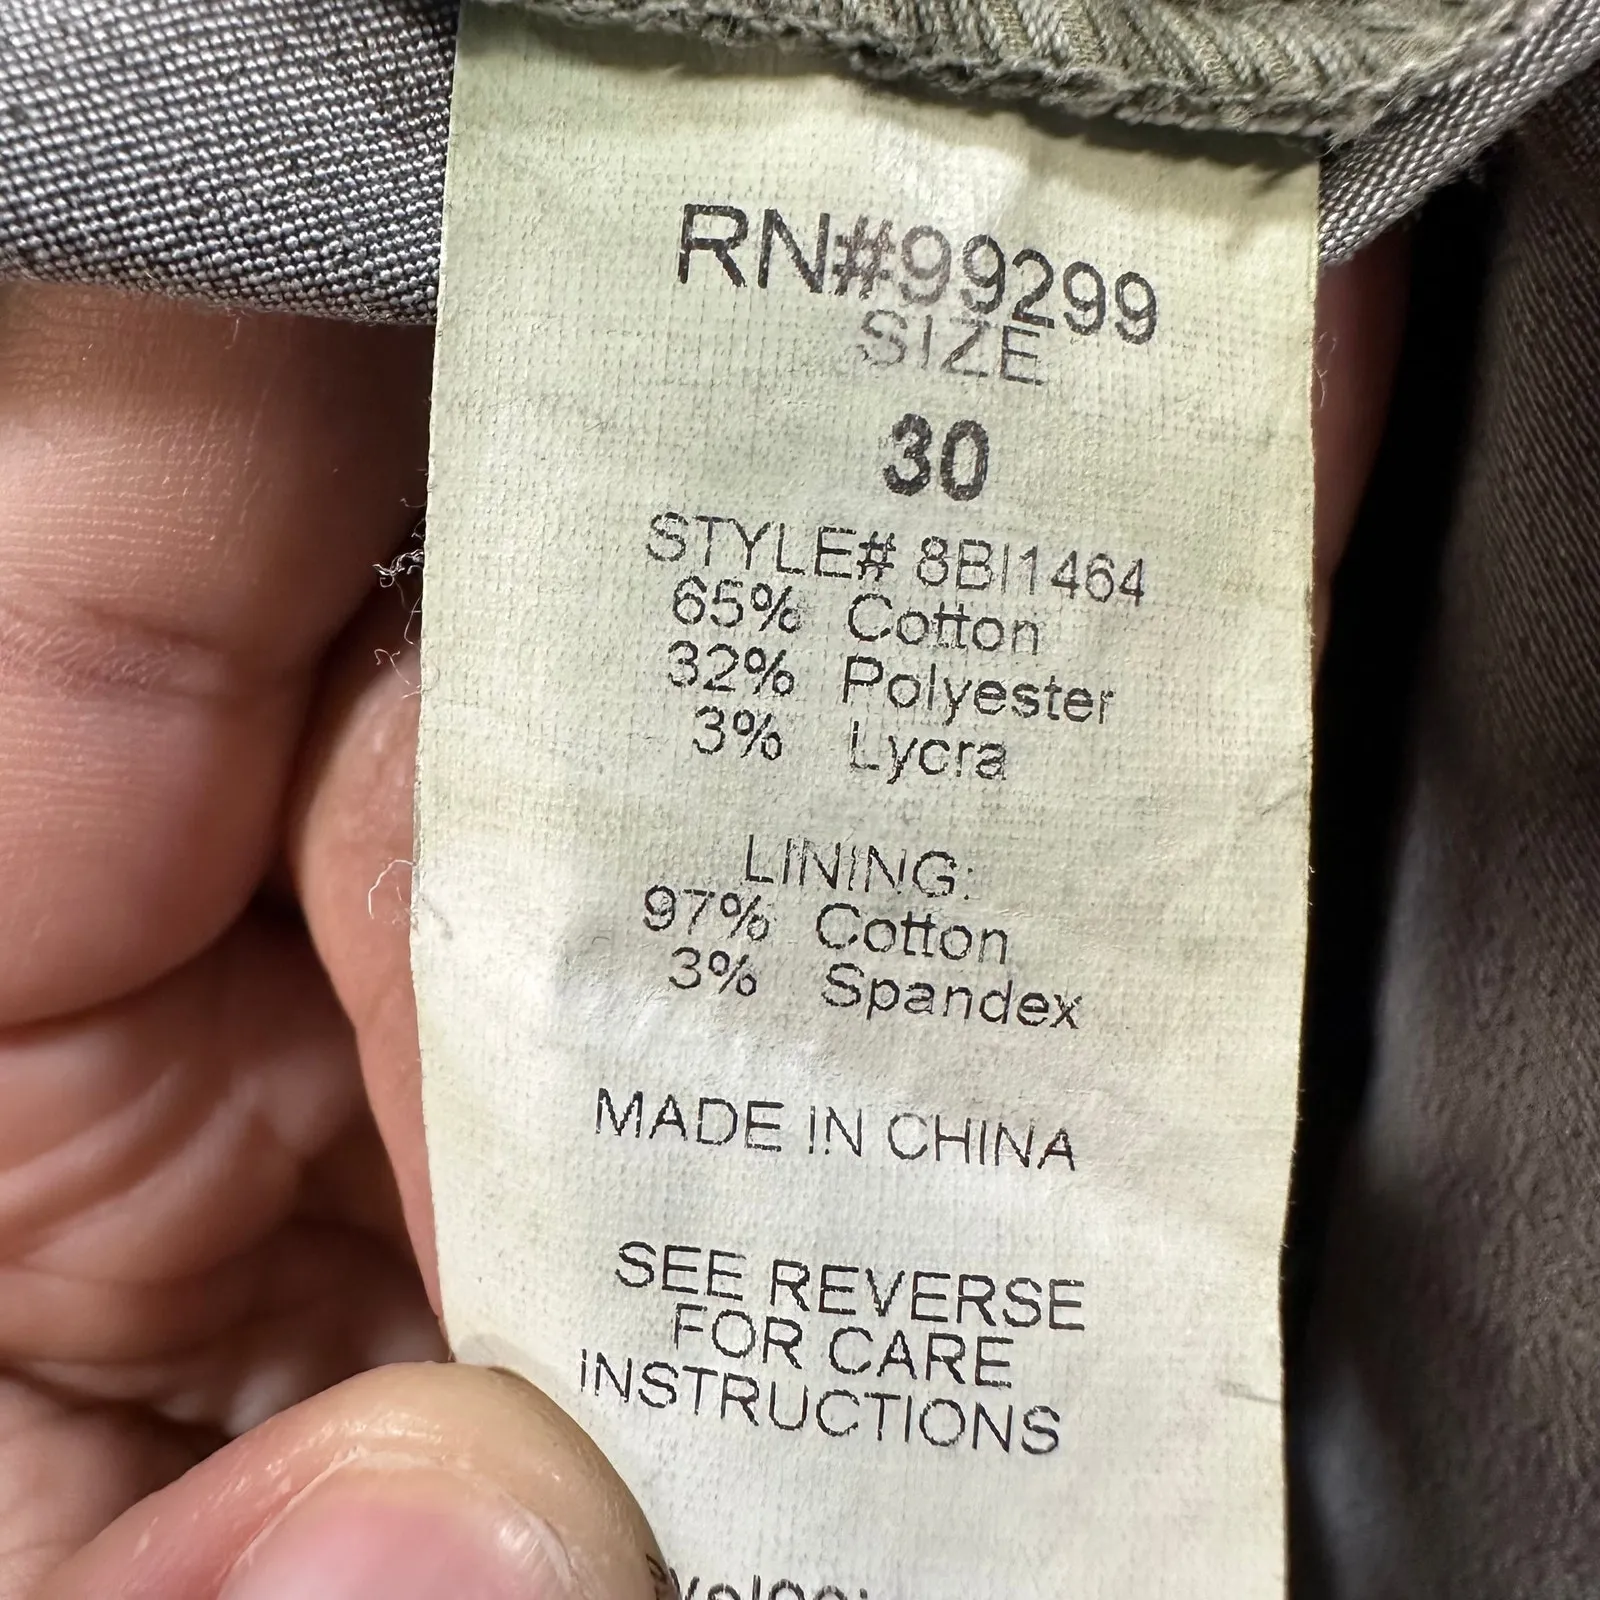 RN#99299
SIZE
30
STYLE# 8BI1464
65% Cotton
32% Polyester
3% Lycra
LINING:
97% Cotton
3% Spandex
MADE IN CHINA
SEE REVERSE
FOR CARE
INSTRUCTIONS